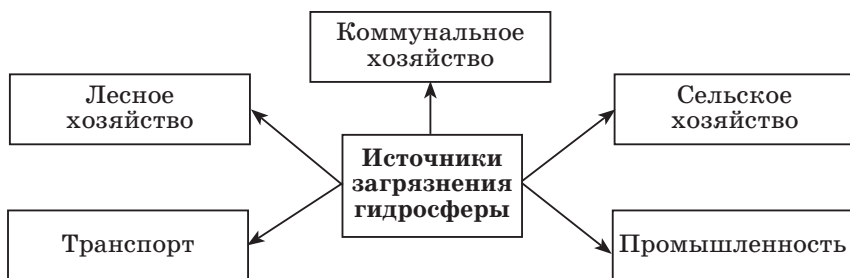 Коммунальное
хозяйство
Лесное
хозяйство
Сельское
хозяйство
Источники
загрязнения
гидросферы
Транспорт
Промышленность